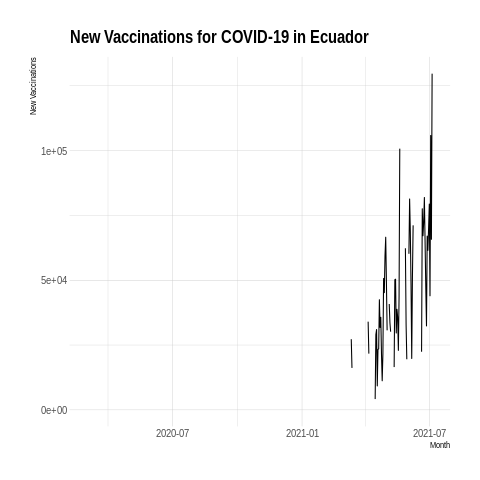 New Vaccinations for COVID-19 in Ecuador
New Vaccinations
1e+05
5e+04
0e+00
2020-07
2021-01
2021-07
Month